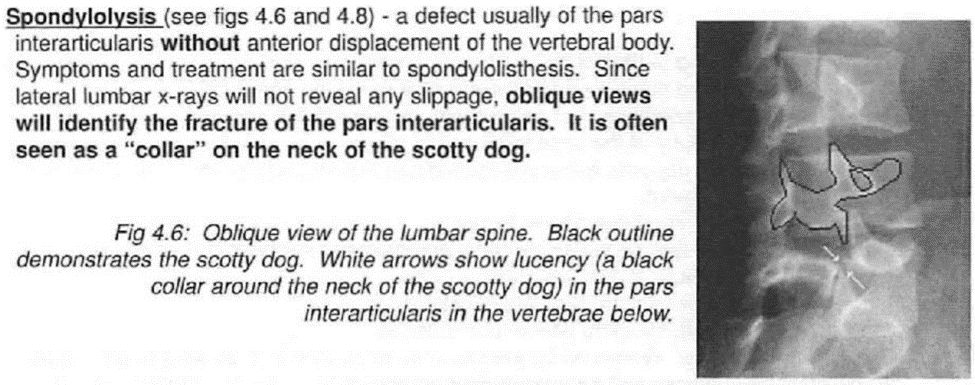 Spondylolysis (see figs 4.6 and 4.8) - a defect usually of the pars
interarticularis without anterior displacement of the vertebral body.
Symptoms and treatment are similar to spondylolisthesis. Since
lateral lumbar x-rays will not reveal any slippage, oblique views
will identify the fracture of the pars interarticularis. It is often
seen as a “collar” on the neck of the scotty dog.
Fig 4.6: Oblique view of the lumbar spine. Black outline
demonstrates the scotty dog. White arrows show lucency (a black
collar around the neck of the scootty dog) in the pars
interarticularis in the vertebrae below.